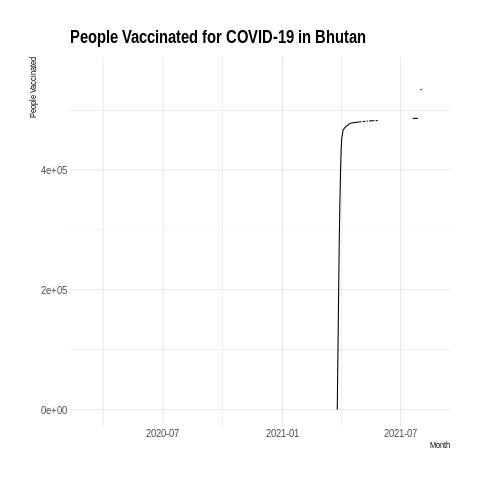 People Vaccinated for COVID-19 in Bhutan
People Vaccinated
4e+05
2e+05
0e+00
2020-07
2021-01
2021-07
Month